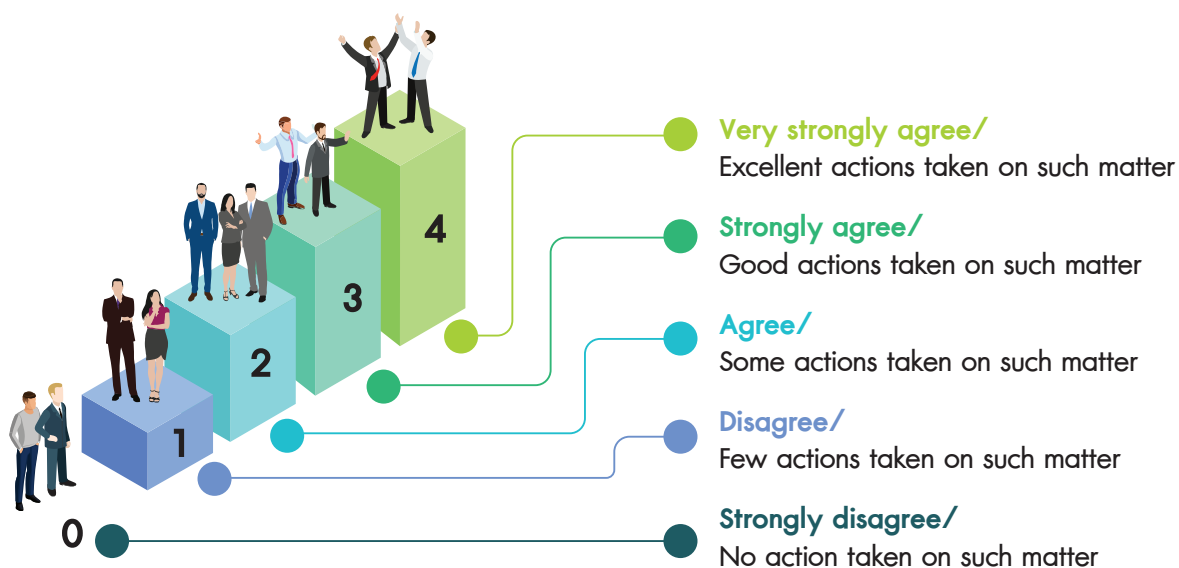 4
3
2
1
0
Very strongly agree/
Excellent actions taken on such matter
Strongly agree/
Good actions taken on such matter
Agree/
Some actions taken on such matter
Disagree/
Few actions taken on such matter
Strongly disagree/
No action taken on such matter